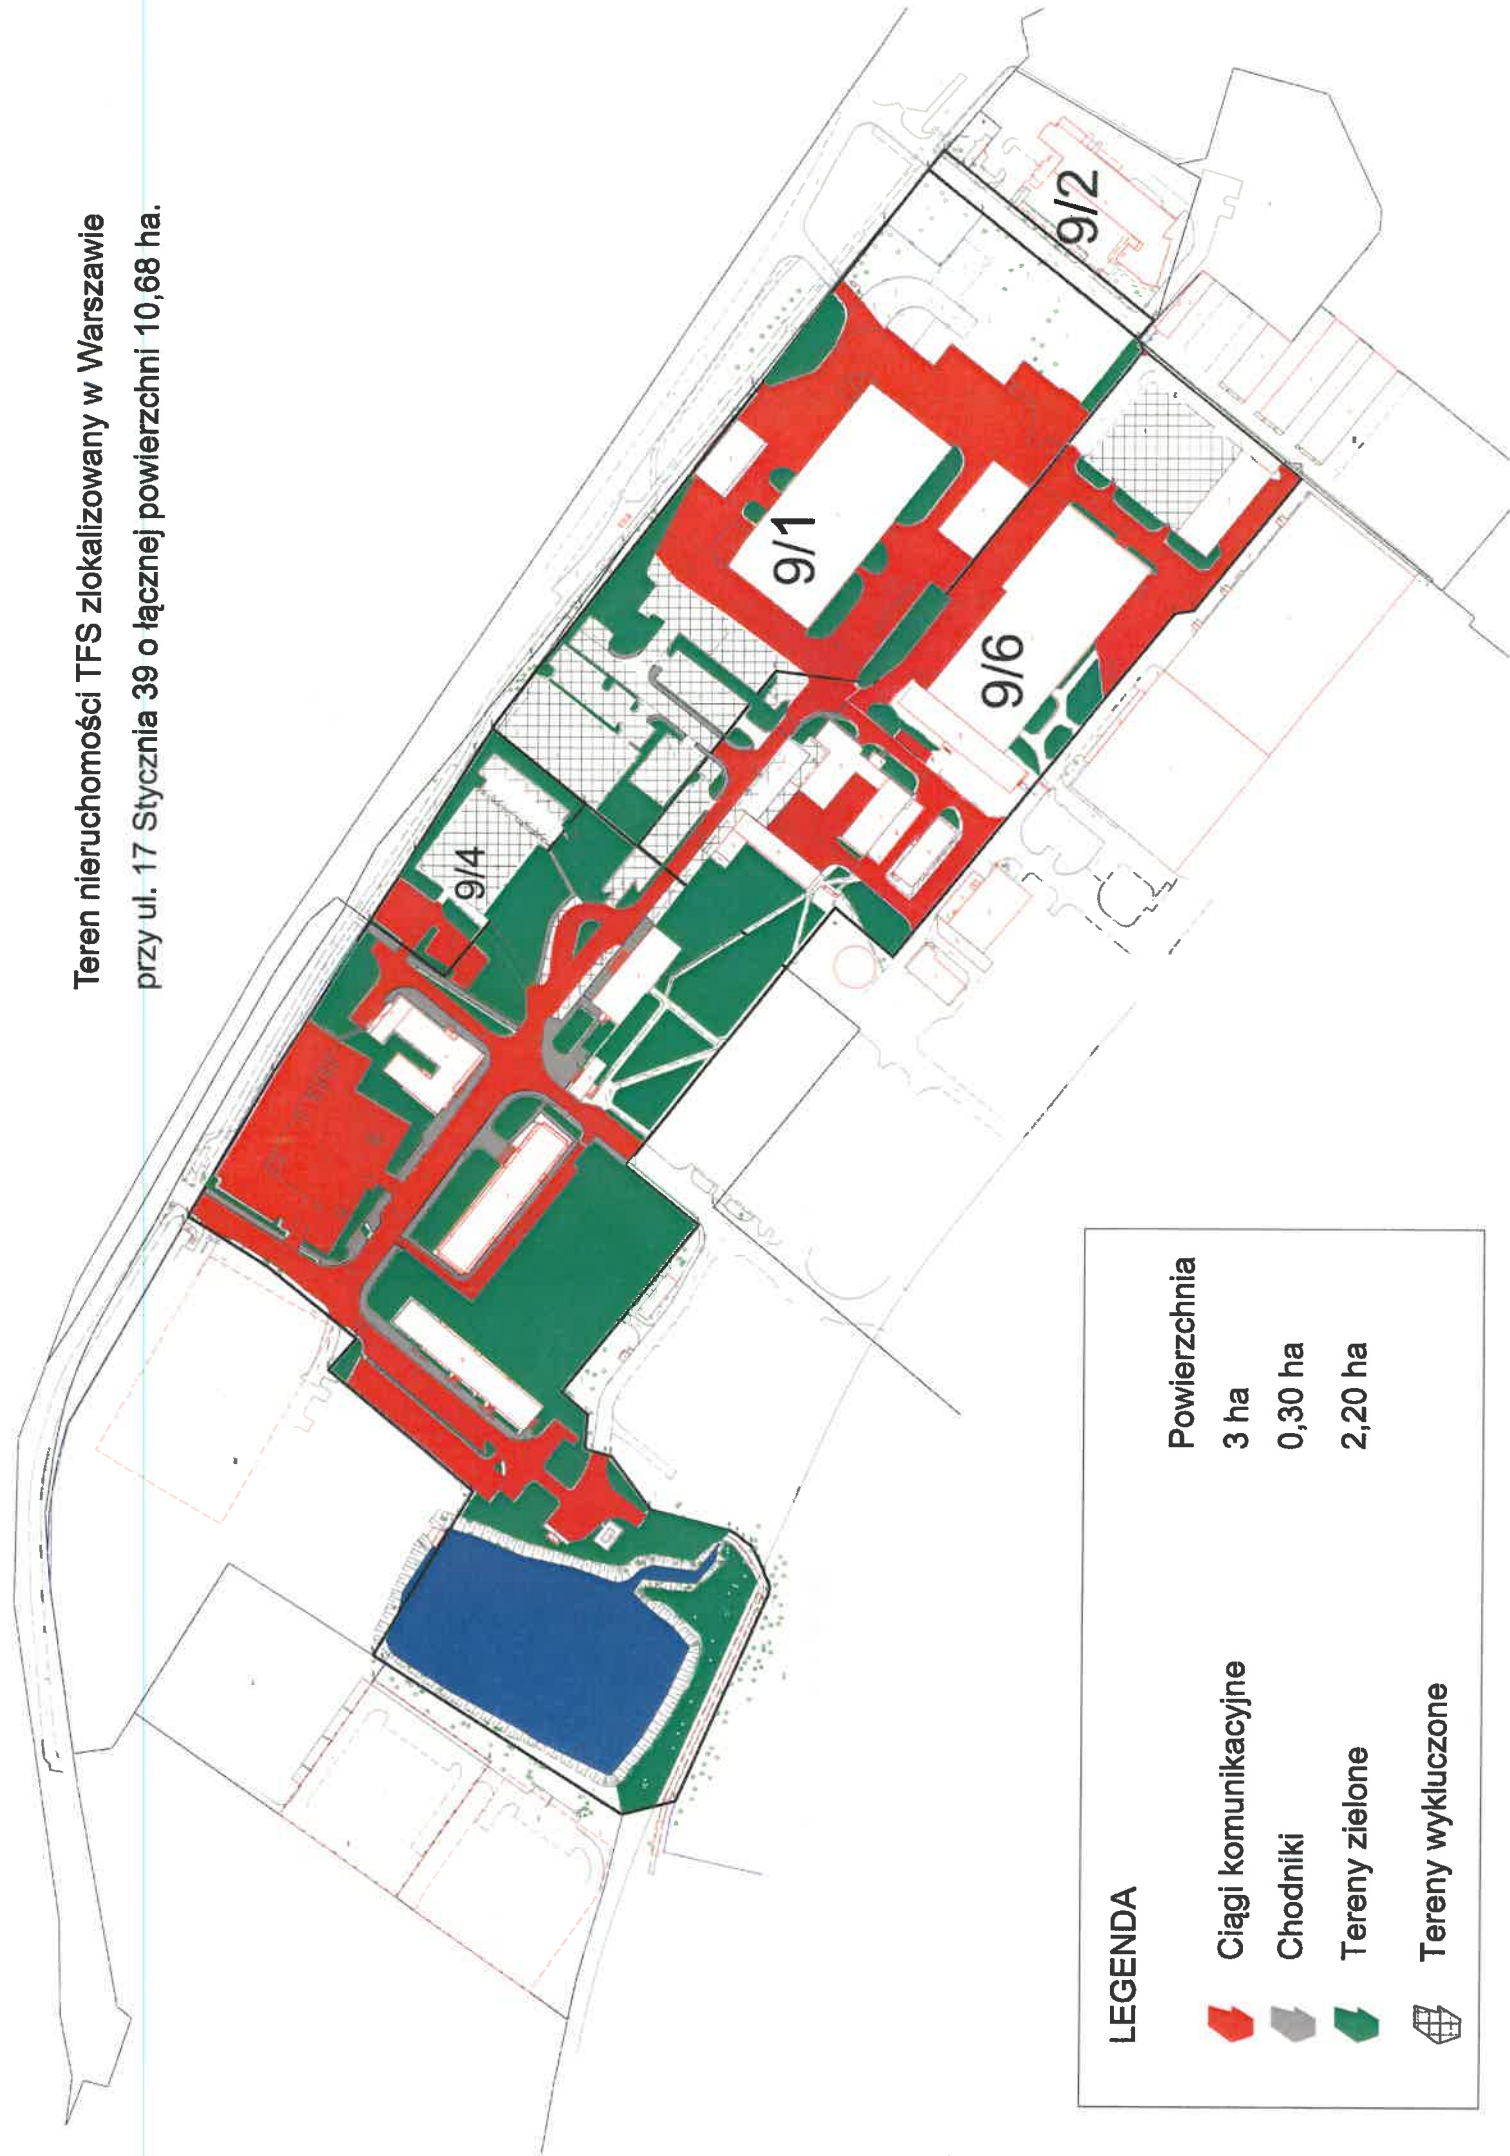 Teren nieruchomości TFS zlokalizowany w Warszawie
przy ul. 17 Stycznia 39 o łącznej powierzchni 10,68 ha.
9/4
9/1
9/6
9/2
LEGENDA
Powierzchnia
Ciągi komunikacyjne 3 ha
Chodniki 0,30 ha
Tereny zielone 2,20 ha
Tereny wykluczone